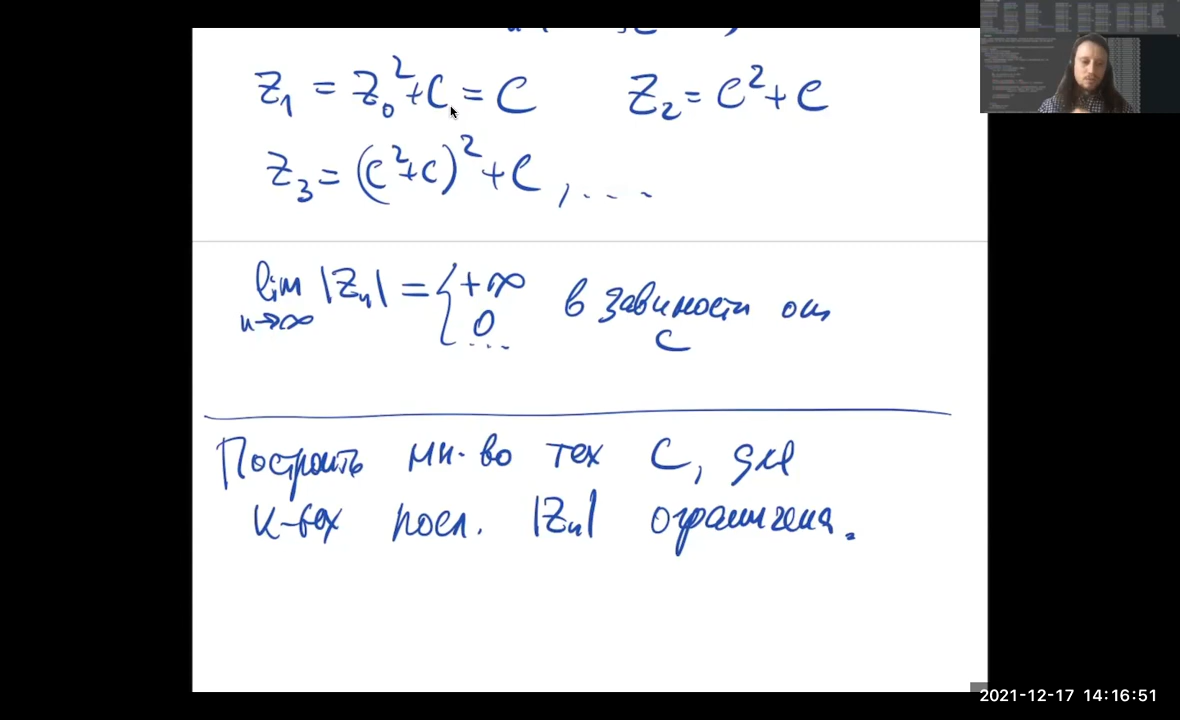 Z₁ = Z₀² + C = C Z₂ = C² + C
Z₃ = (C² + C)² + C , ...
lim |Zₙ| = { +∞ в зависимости от
n→∞ 0 C
...
Построить мн-во тех C, для
к-рых посл. |Zₙ| ограничена.
2021-12-17 14:16:51